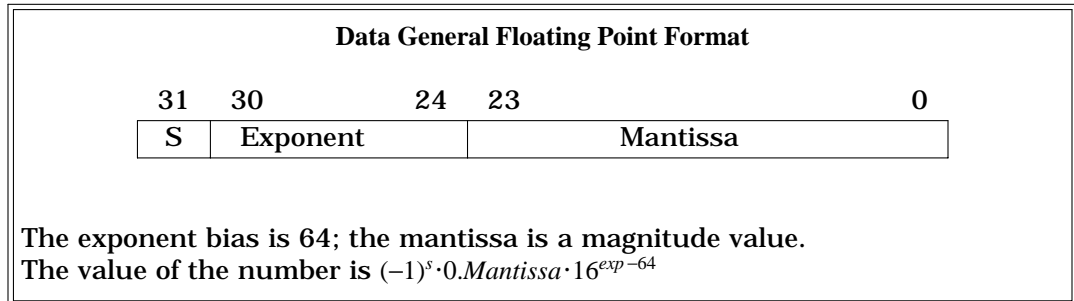 Data General Floating Point Format
31 30 24 23 0
S Exponent Mantissa
The exponent bias is 64; the mantissa is a magnitude value.
The value of the number is (−1)^s·0.Mantissa·16^exp−64